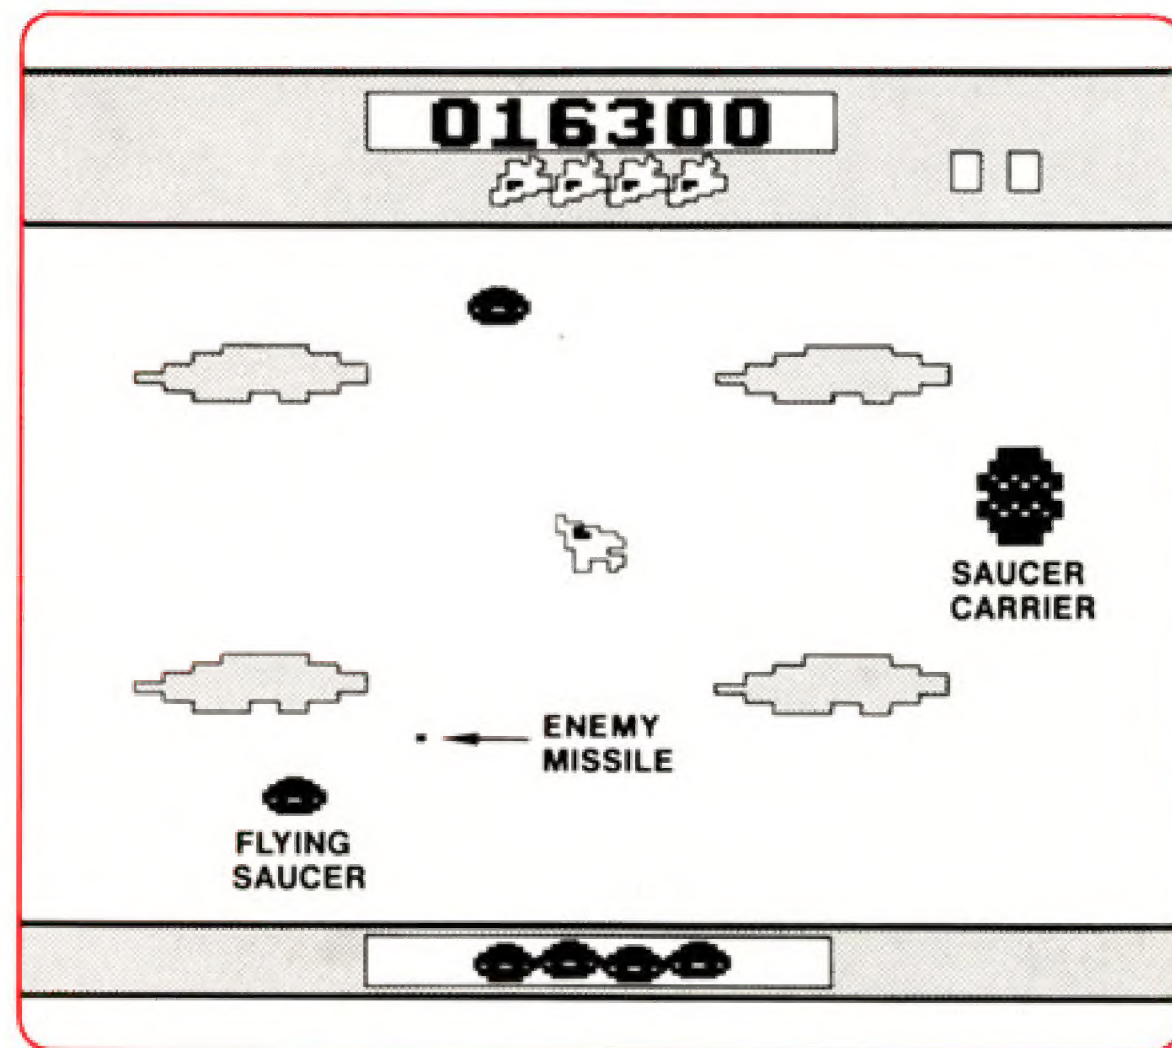 016300
SAUCER
CARRIER
ENEMY
MISSILE
FLYING
SAUCER